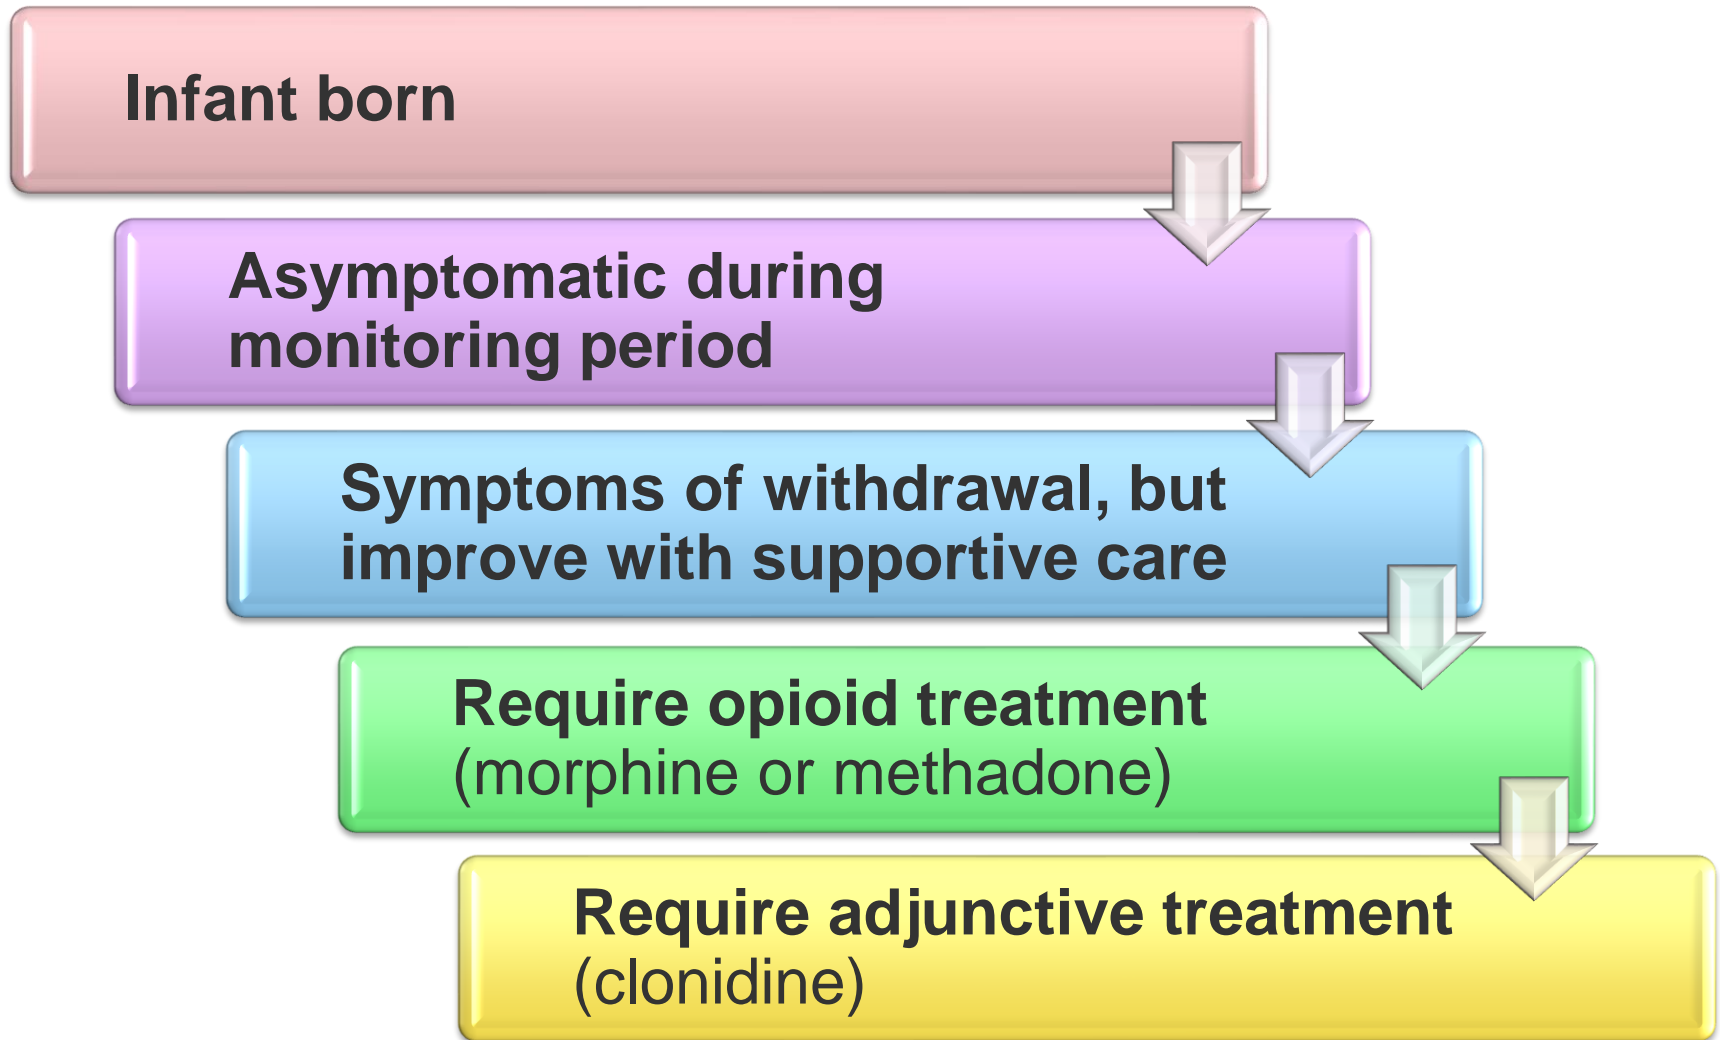 Infant born
Asymptomatic during
monitoring period
Symptoms of withdrawal, but
improve with supportive care
Require opioid treatment
(morphine or methadone)
Require adjunctive treatment
(clonidine)